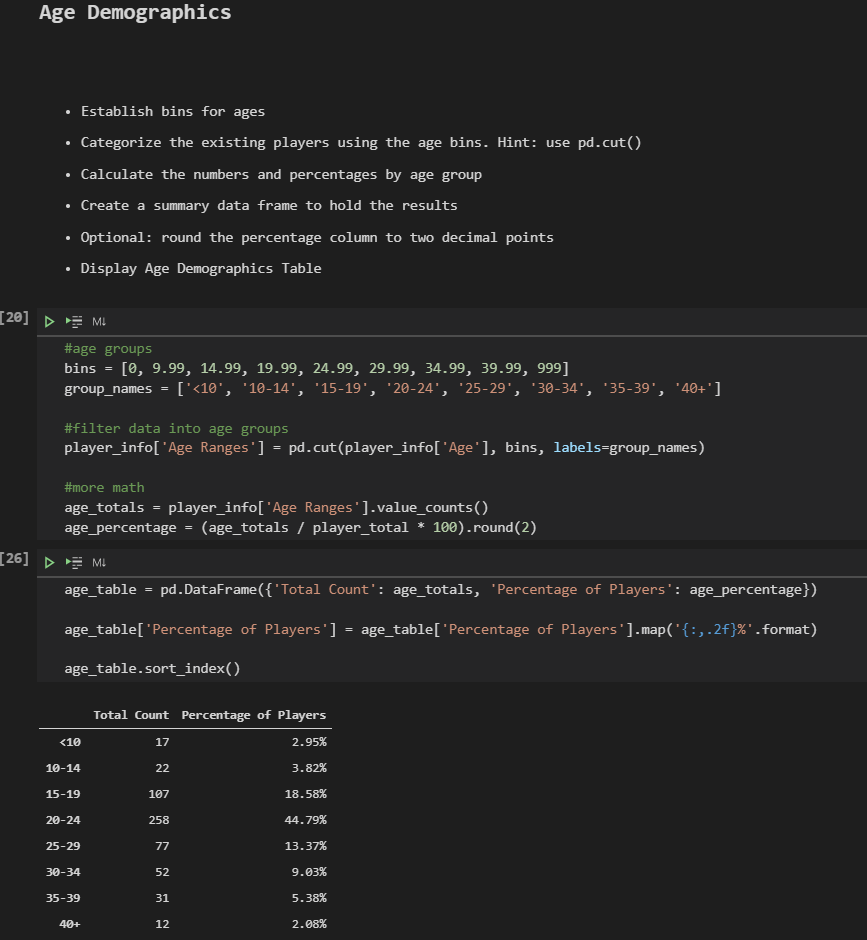 Age Demographics
• Establish bins for ages
• Categorize the existing players using the age bins. Hint: use pd.cut()
• Calculate the numbers and percentages by age group
• Create a summary data frame to hold the results
• Optional: round the percentage column to two decimal points
• Display Age Demographics Table
[20]
M↓
#age groups
bins = [0, 9.99, 14.99, 19.99, 24.99, 29.99, 34.99, 39.99, 999]
group_names = ['<10', '10-14', '15-19', '20-24', '25-29', '30-34', '35-39', '40+']
#filter data into age groups
player_info['Age Ranges'] = pd.cut(player_info['Age'], bins, labels=group_names)
#more math
age_totals = player_info['Age Ranges'].value_counts()
age_percentage = (age_totals / player_total * 100).round(2)
[26]
M↓
age_table = pd.DataFrame({'Total Count': age_totals, 'Percentage of Players': age_percentage})
age_table['Percentage of Players'] = age_table['Percentage of Players'].map('{:,.2f}%'.format)
age_table.sort_index()
Total Count Percentage of Players
<10 17 2.95%
10-14 22 3.82%
15-19 107 18.58%
20-24 258 44.79%
25-29 77 13.37%
30-34 52 9.03%
35-39 31 5.38%
40+ 12 2.08%